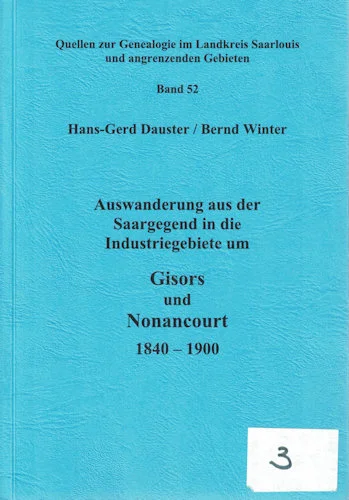 Quellen zur Genealogie im Landkreis Saarlouis
und angrenzenden Gebieten
Band 52
Hans-Gerd Dauster / Bernd Winter
Auswanderung aus der
Saargegend in die
Industriegebiete um
Gisors
und
Nonancourt
1840 – 1900
3